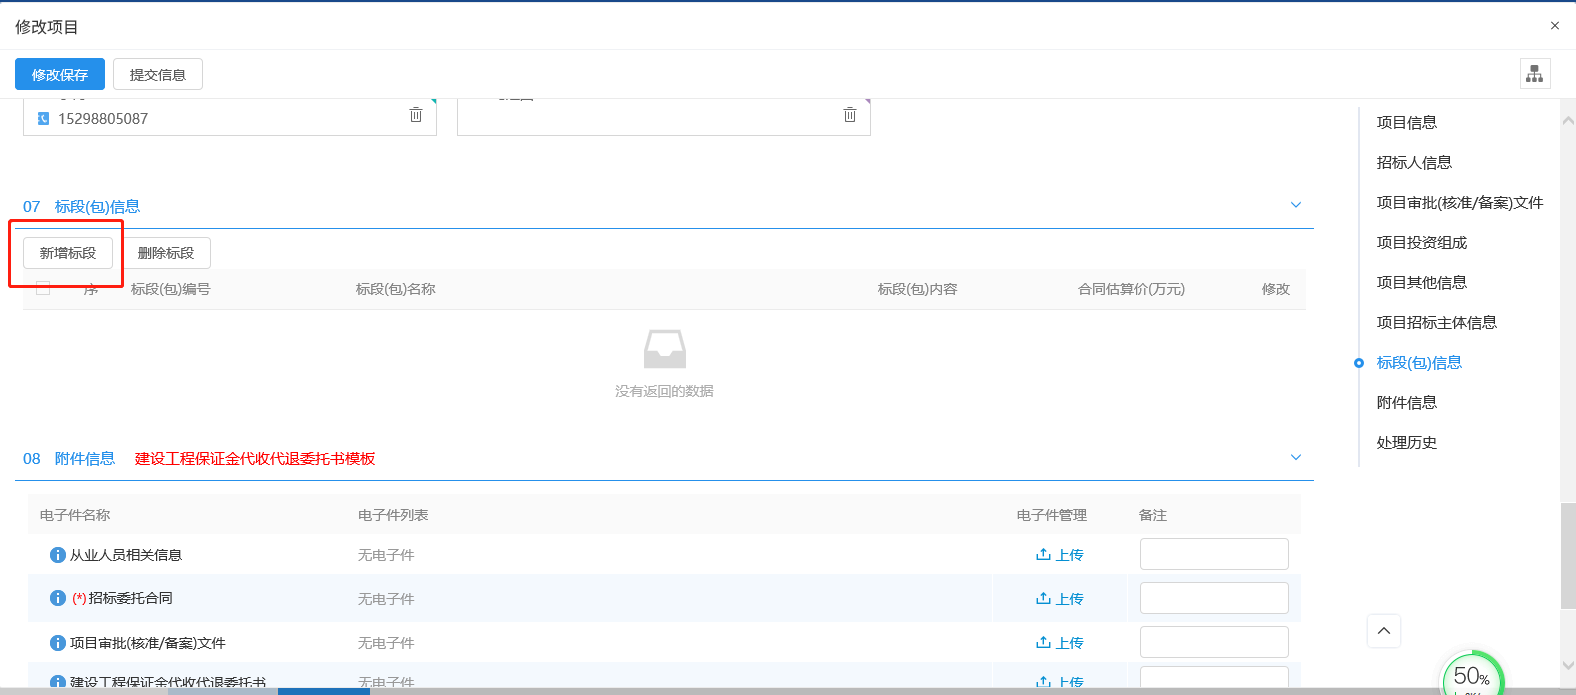 修改项目
修改保存 提交信息
15298805087
07 标段(包)信息
新增标段 删除标段
序 标段(包)编号 标段(包)名称 标段(包)内容 合同估算价(万元) 修改
没有返回的数据
08 附件信息 建设工程保证金代收代退委托书模板
电子件名称 电子件列表 电子件管理 备注
从业人员相关信息 无电子件 上传
(*)招标委托合同 无电子件 上传
项目审批(核准/备案)文件 无电子件 上传
建设工程保证金代收代退委托书 无电子件 上传
项目信息
招标人信息
项目审批(核准/备案)文件
项目投资组成
项目其他信息
项目招标主体信息
标段(包)信息
附件信息
处理历史
50%